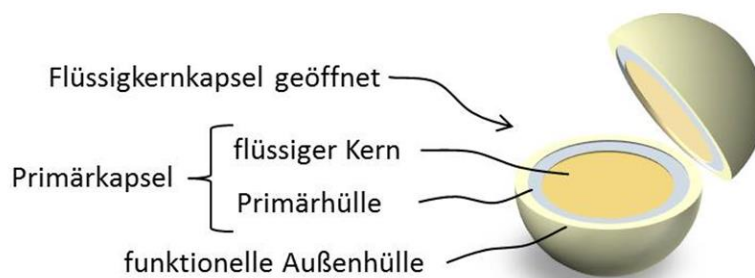 Flüssigkernkapsel geöffnet
flüssiger Kern
Primärkapsel
Primärhülle
funktionelle Außenhülle